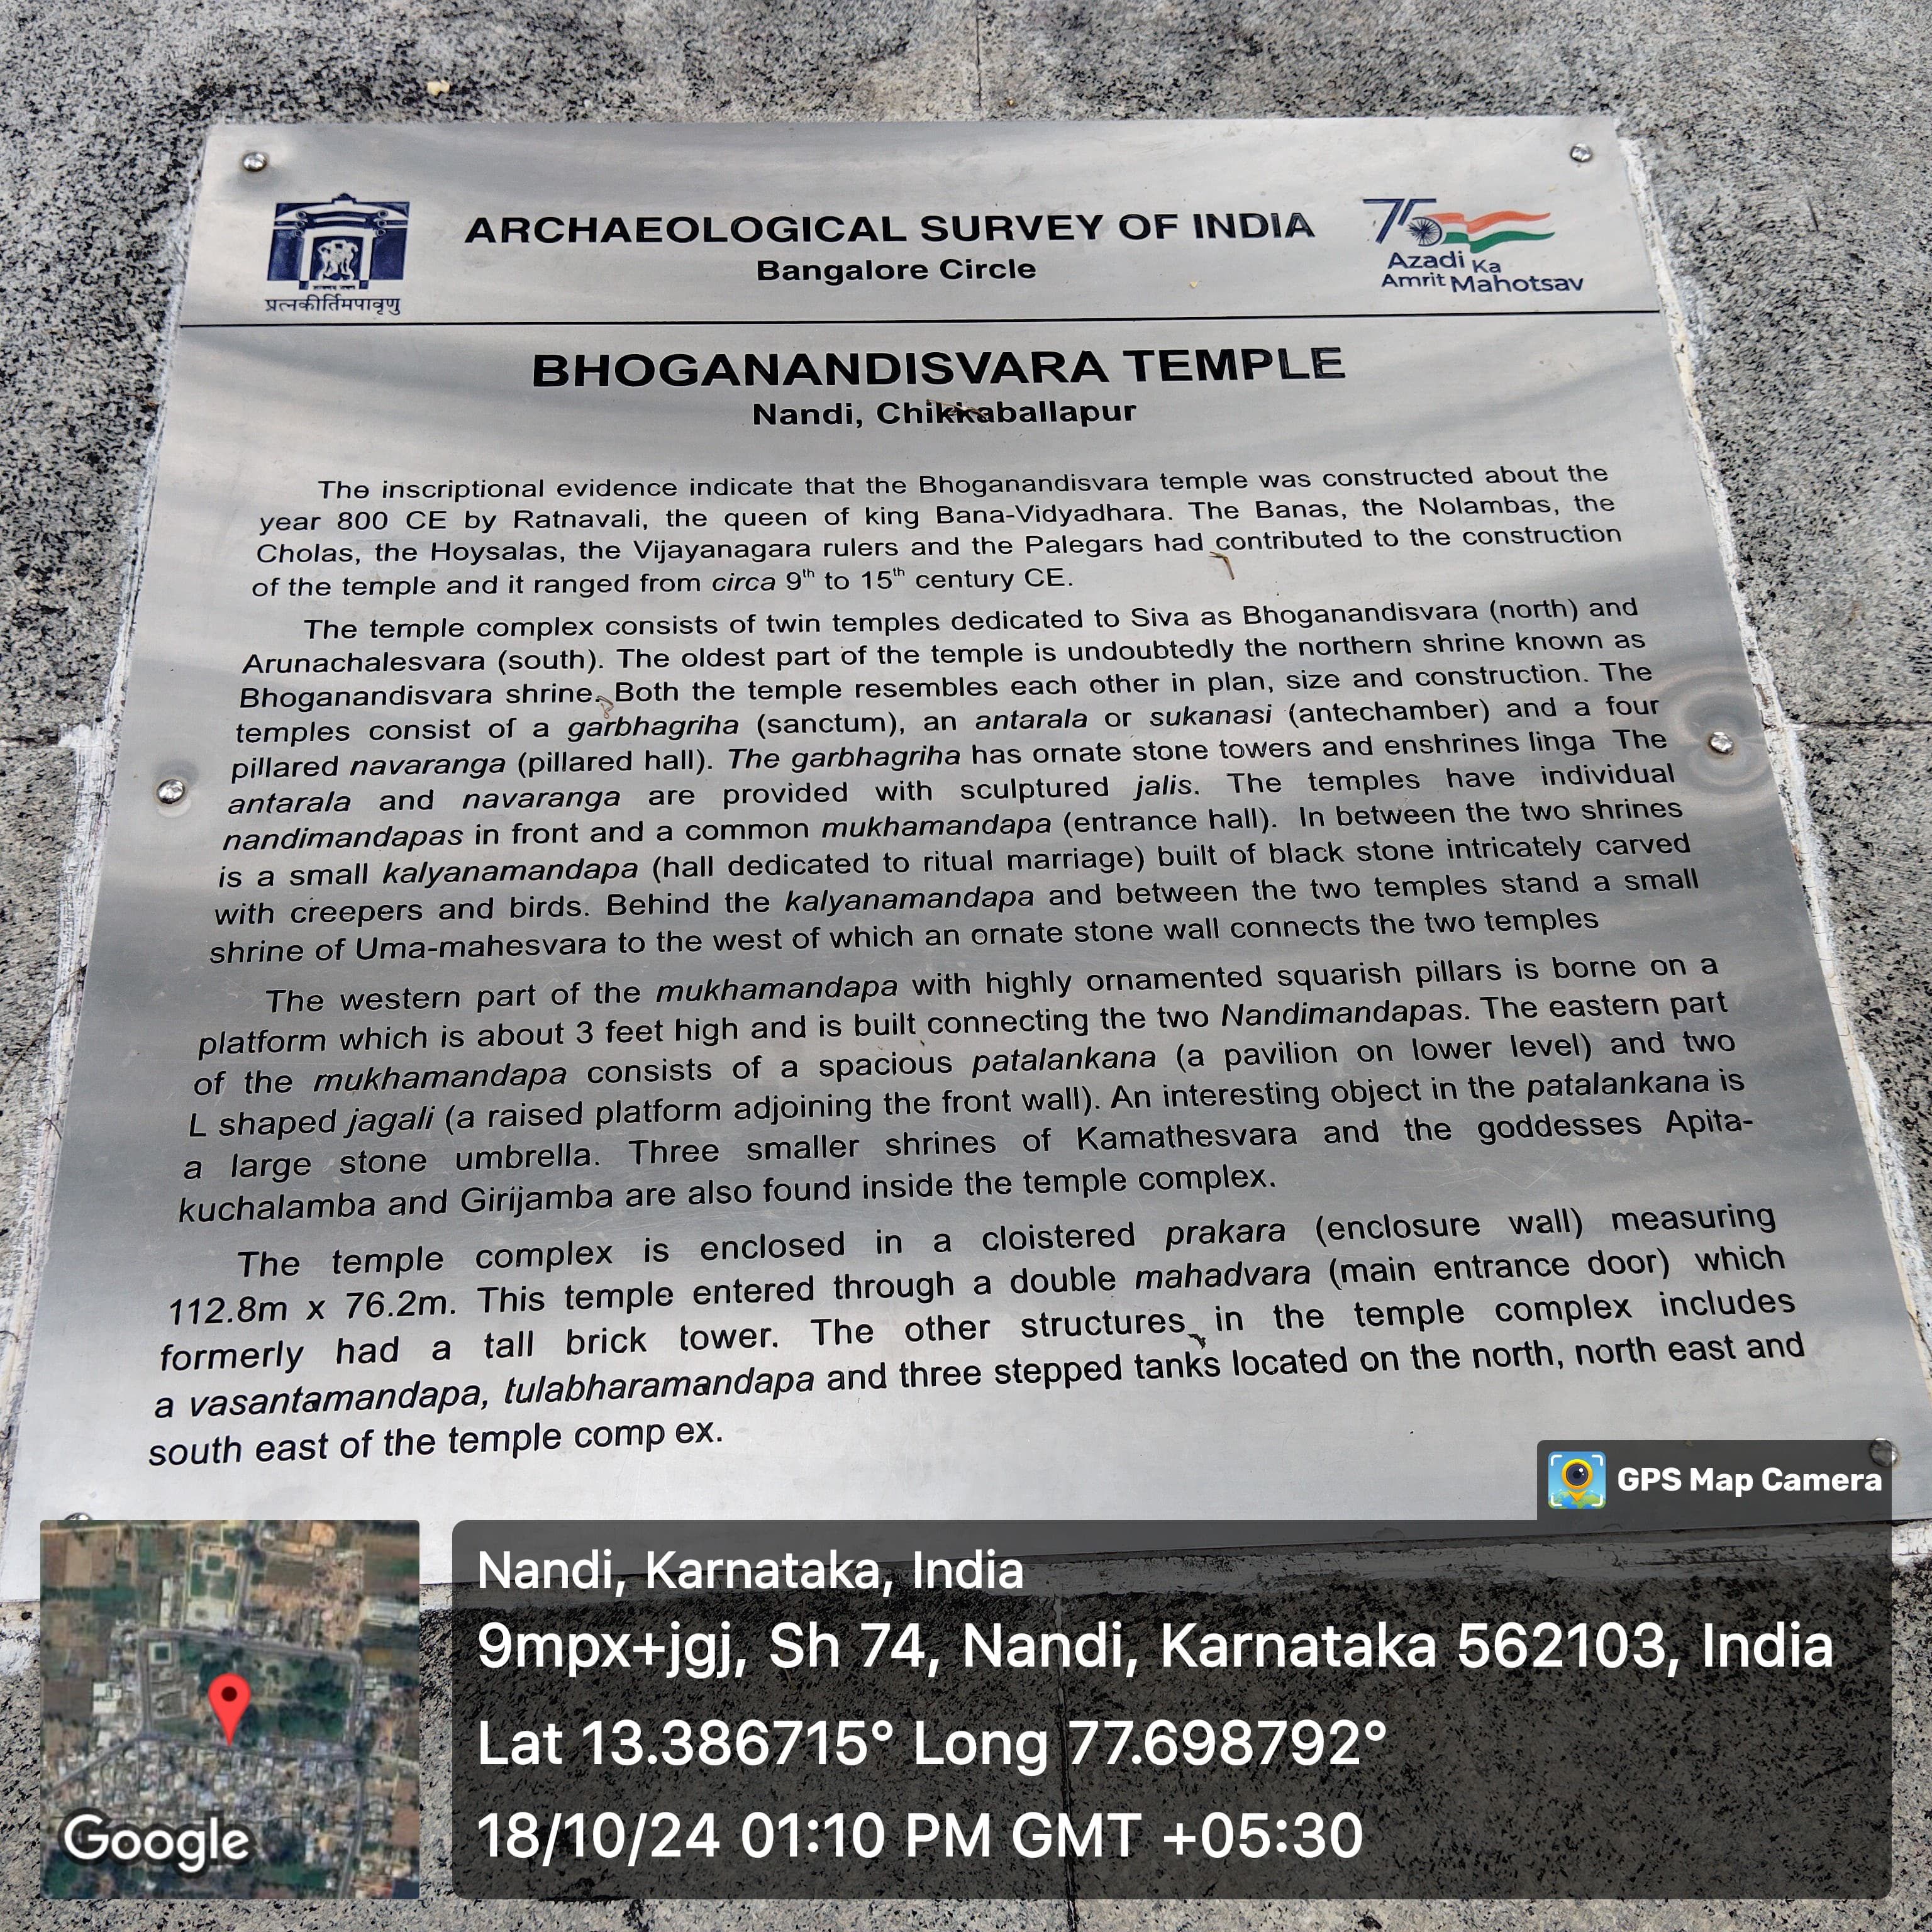 ARCHAEOLOGICAL SURVEY OF INDIA
Bangalore Circle
प्रत्नकीर्तिमपावृणु
75
Azadi Ka
Amrit Mahotsav
BHOGANANDISVARA TEMPLE
Nandi, Chikkaballapur
The inscriptional evidence indicate that the Bhoganandisvara temple was constructed about the
year 800 CE by Ratnavali, the queen of king Bana-Vidyadhara. The Banas, the Nolambas, the
Cholas, the Hoysalas, the Vijayanagara rulers and the Palegars had contributed to the construction
of the temple and it ranged from circa 9th to 15th century CE.
The temple complex consists of twin temples dedicated to Siva as Bhoganandisvara (north) and
Arunachalesvara (south). The oldest part of the temple is undoubtedly the northern shrine known as
Bhoganandisvara shrine. Both the temple resembles each other in plan, size and construction. The
temples consist of a garbhagriha (sanctum), an antarala or sukanasi (antechamber) and a four
pillared navaranga (pillared hall). The garbhagriha has ornate stone towers and enshrines linga The
antarala and navaranga are provided with sculptured jalis. The temples have individual
nandimandapas in front and a common mukhamandapa (entrance hall). In between the two shrines
is a small kalyanamandapa (hall dedicated to ritual marriage) built of black stone intricately carved
with creepers and birds. Behind the kalyanamandapa and between the two temples stand a small
shrine of Uma-mahesvara to the west of which an ornate stone wall connects the two temples
The western part of the mukhamandapa with highly ornamented squarish pillars is borne on a
platform which is about 3 feet high and is built connecting the two Nandimandapas. The eastern part
of the mukhamandapa consists of a spacious patalankana (a pavilion on lower level) and two
L shaped jagali (a raised platform adjoining the front wall). An interesting object in the patalankana is
a large stone umbrella. Three smaller shrines of Kamathesvara and the goddesses Apita-
kuchalamba and Girijamba are also found inside the temple complex.
The temple complex is enclosed in a cloistered prakara (enclosure wall) measuring
112.8m x 76.2m. This temple entered through a double mahadvara (main entrance door) which
formerly had a tall brick tower. The other structures in the temple complex includes
a vasantamandapa, tulabharamandapa and three stepped tanks located on the north, north east and
south east of the temple comp ex.
GPS Map Camera
Nandi, Karnataka, India
9mpx+jgj, Sh 74, Nandi, Karnataka 562103, India
Lat 13.386715° Long 77.698792°
18/10/24 01:10 PM GMT +05:30
Google